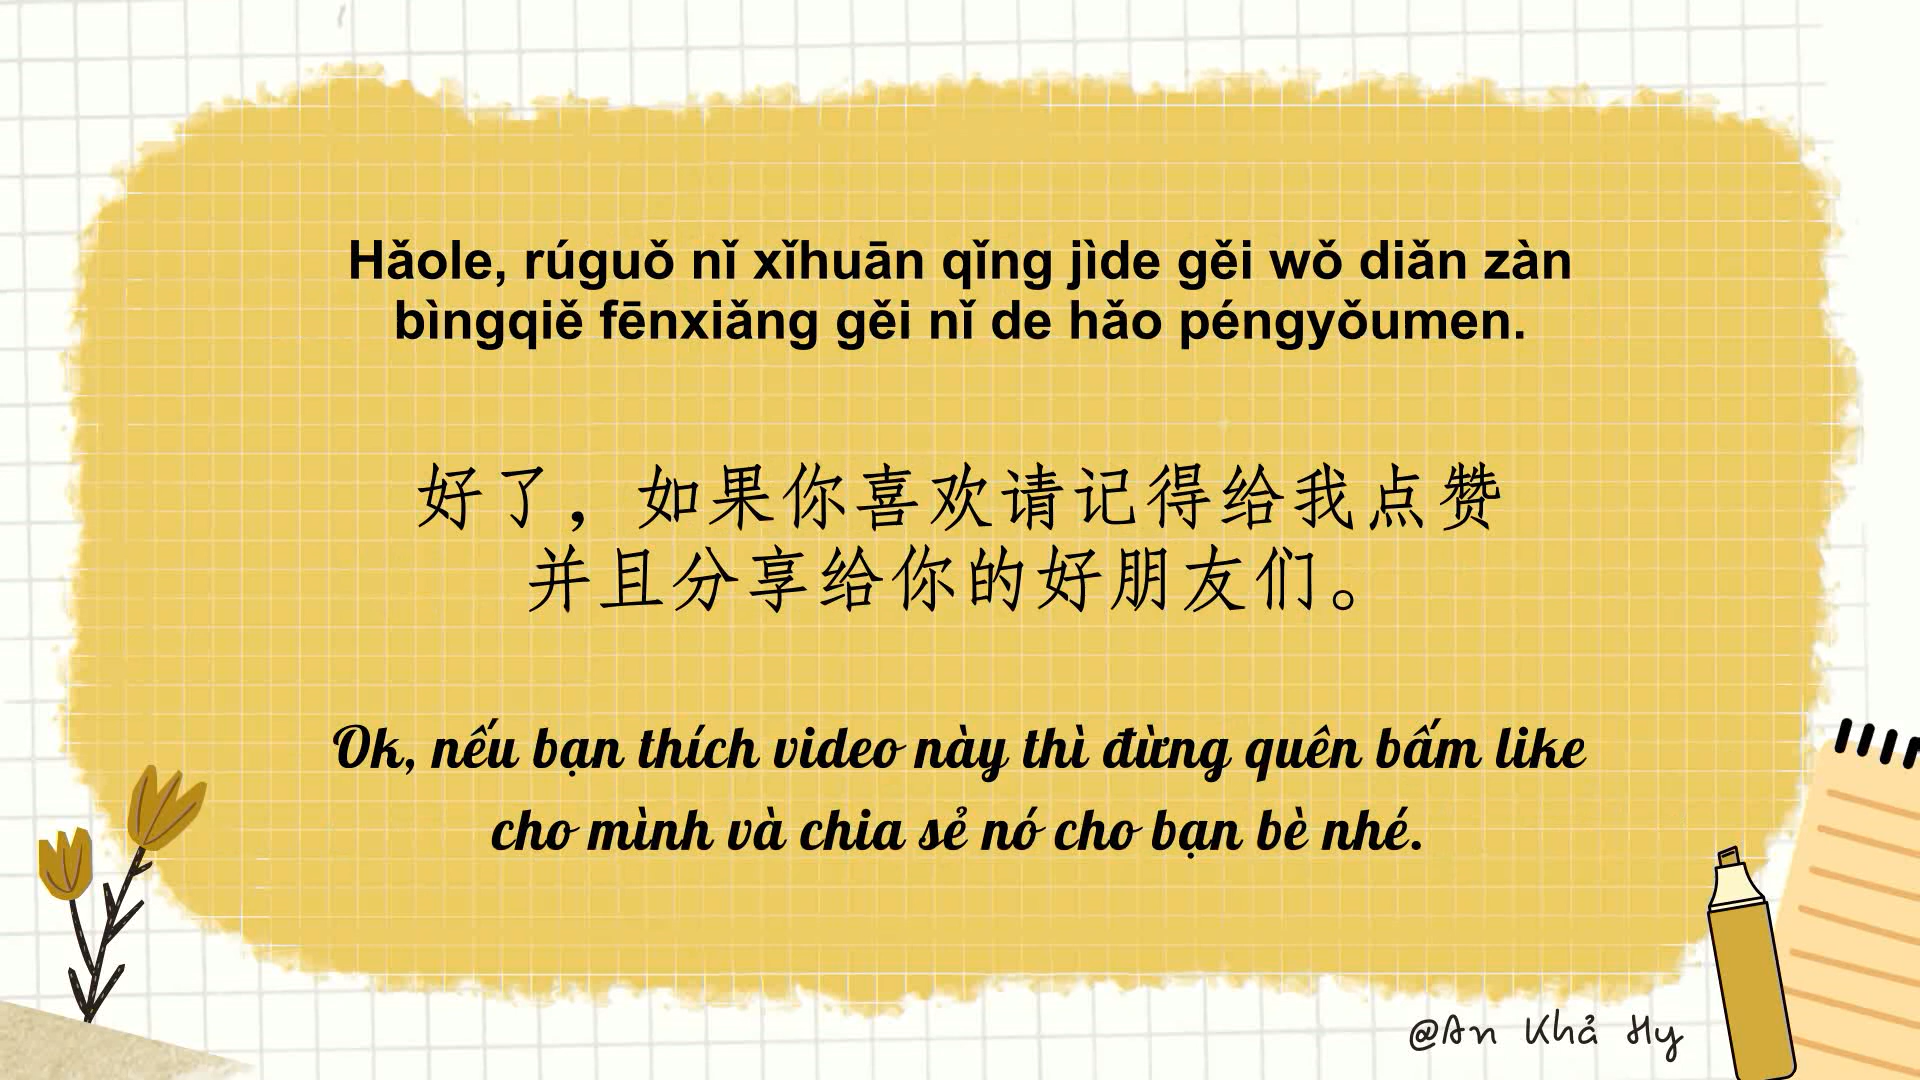 Hǎole, rúguǒ nǐ xǐhuān qǐng jìde gěi wǒ diǎn zàn
bìngqiě fēnxiǎng gěi nǐ de hǎo péngyǒumen.
好了，如果你喜欢请记得给我点赞
并且分享给你的好朋友们。
Ok, nếu bạn thích video này thì đừng quên bấm like
cho mình và chia sẻ nó cho bạn bè nhé.
@An Khả Hy